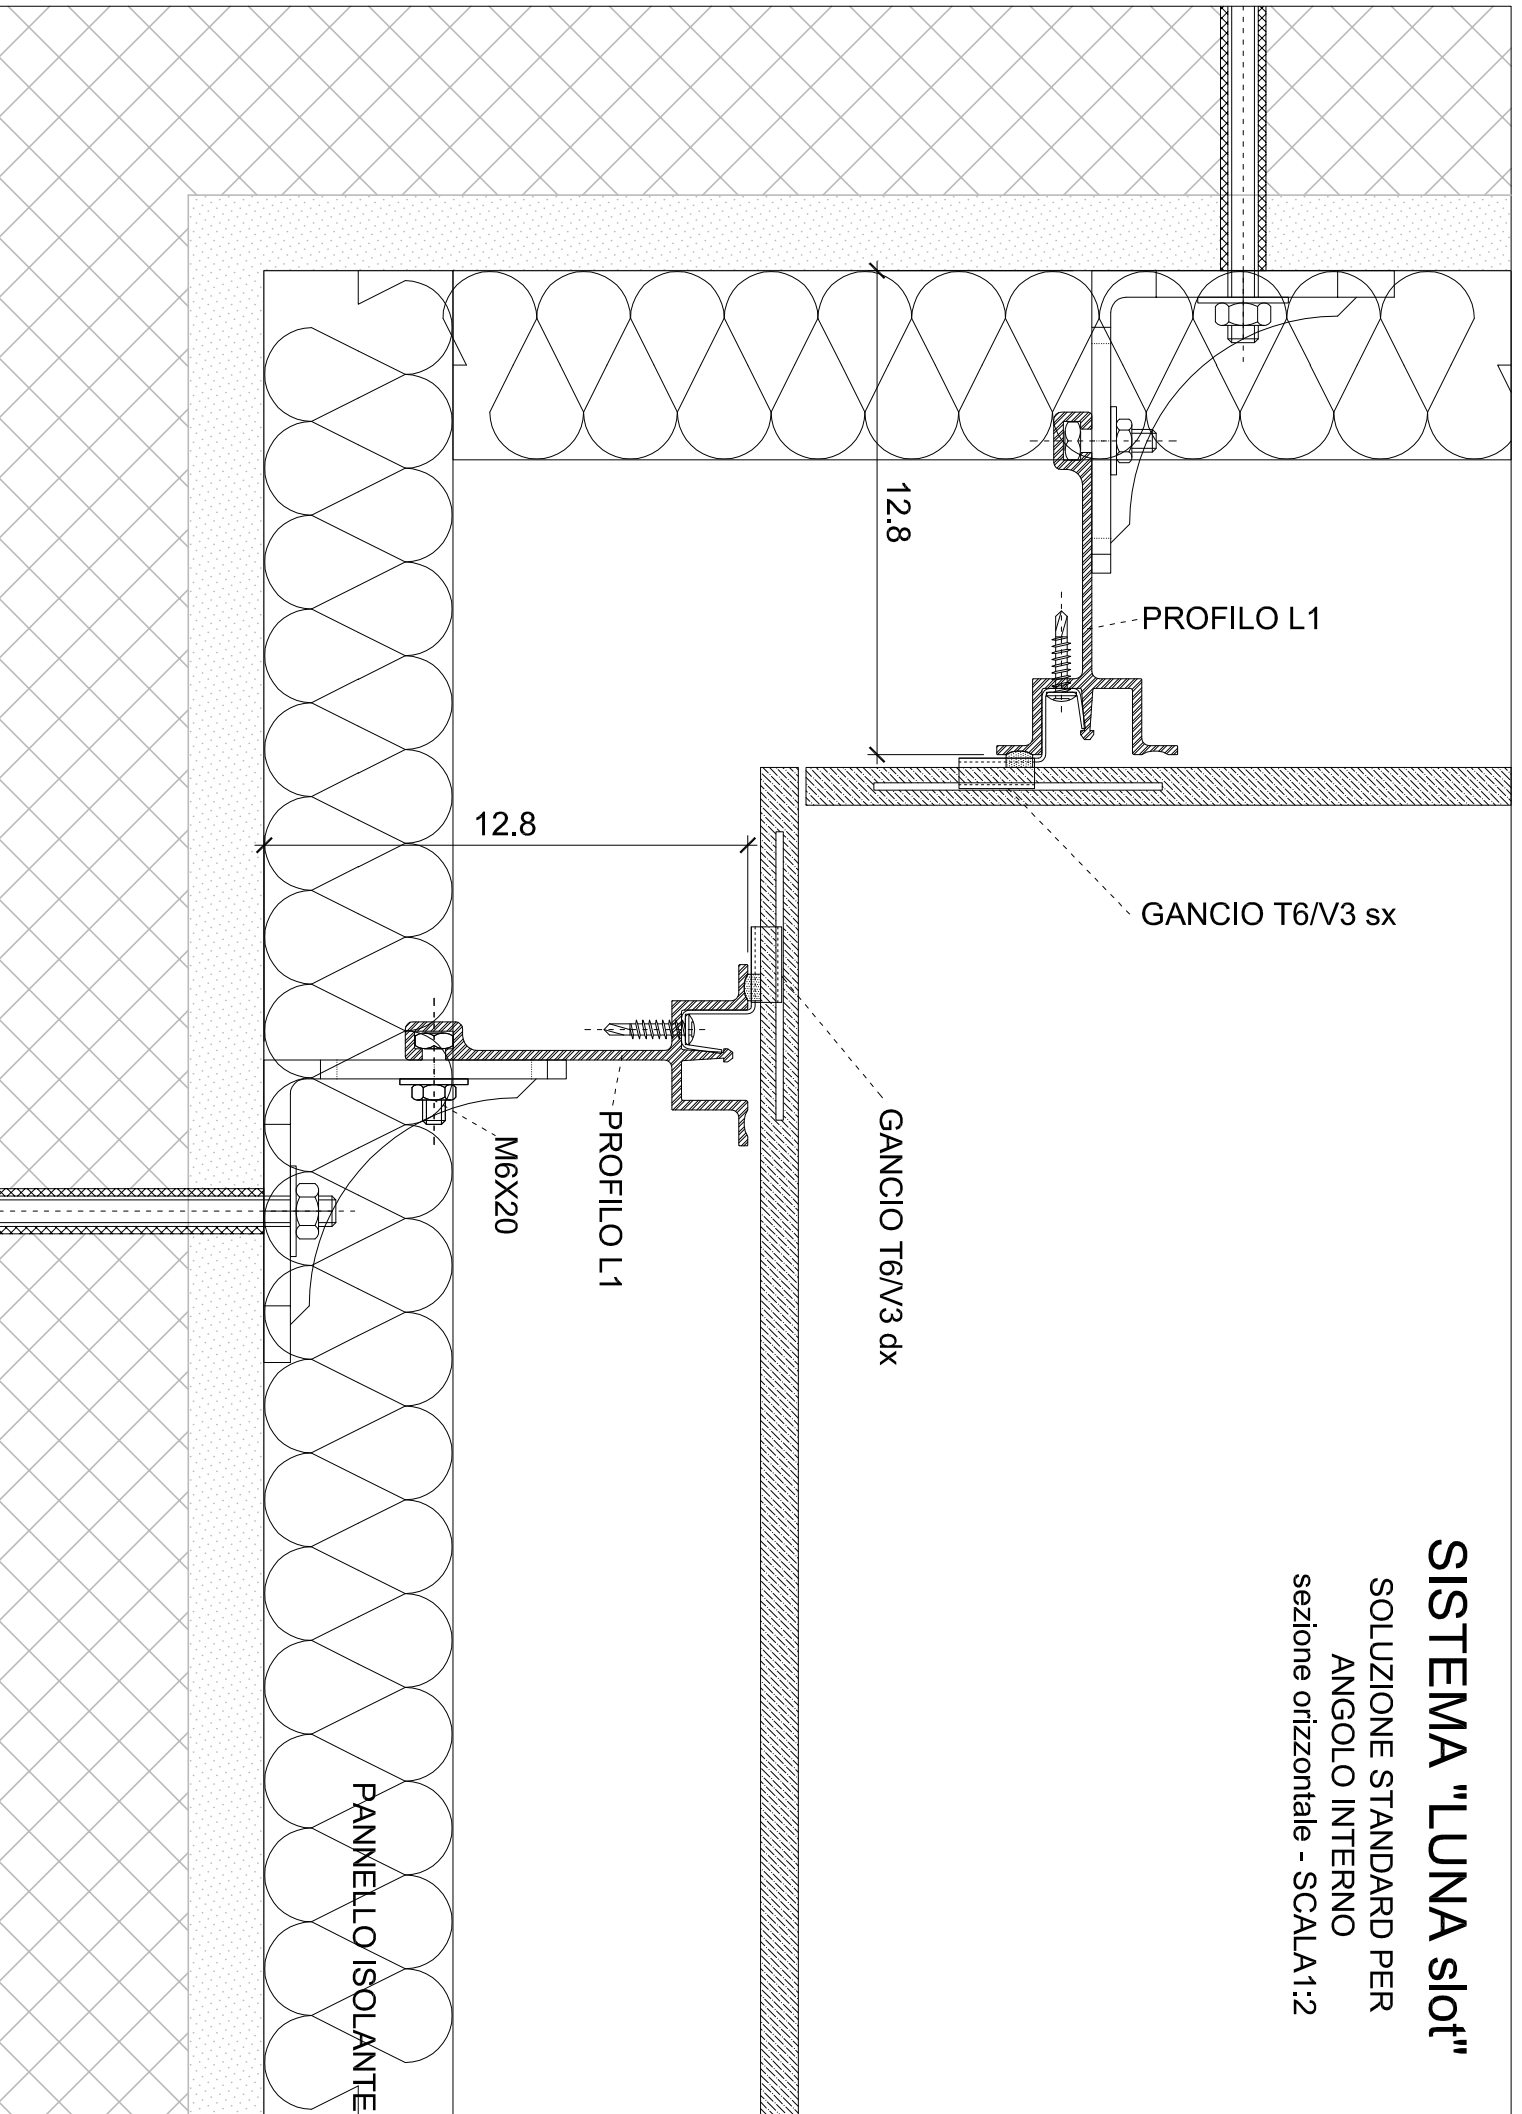 SISTEMA "LUNA slot"
SOLUZIONE STANDARD PER
ANGOLO INTERNO
sezione orizzontale - SCALA1:2
12.8
PROFILO L1
GANCIO T6/V3 sx
12.8
GANCIO T6/V3 dx
PROFILO L1
M6X20
PANNELLO ISOLANTE